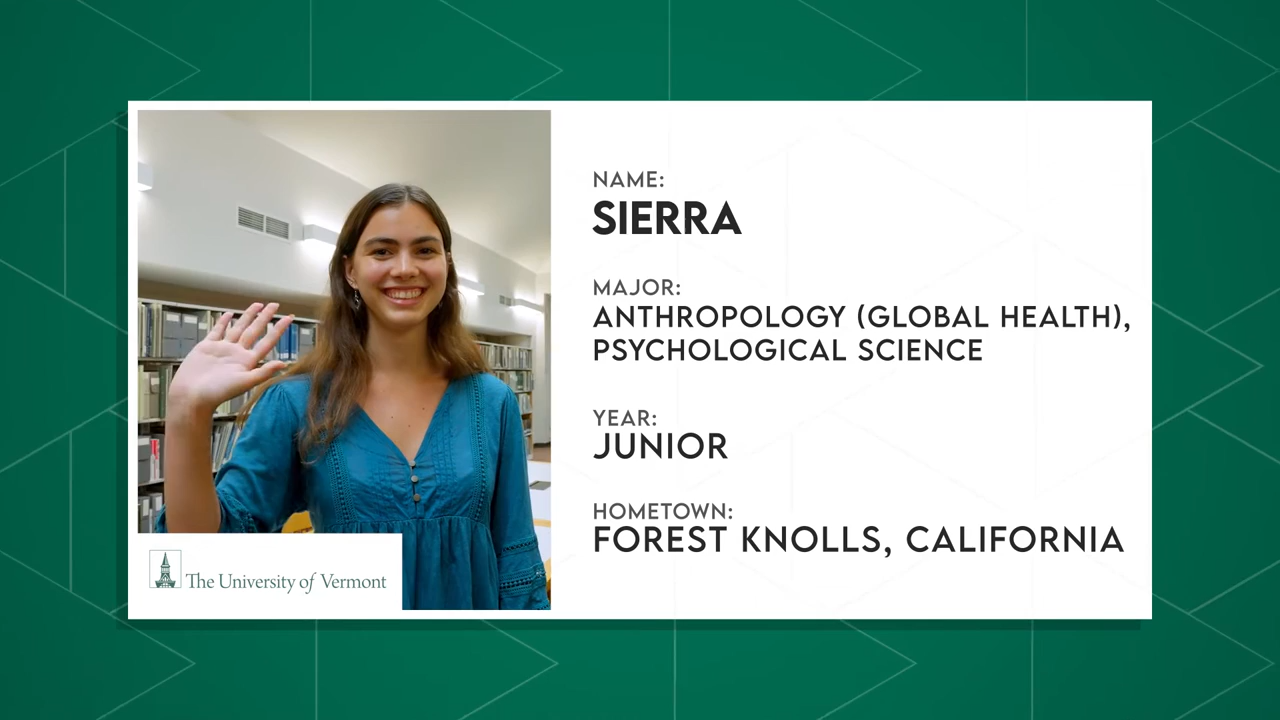 NAME:
SIERRA
MAJOR:
ANTHROPOLOGY (GLOBAL HEALTH),
PSYCHOLOGICAL SCIENCE
YEAR:
JUNIOR
HOMETOWN:
FOREST KNOLLS, CALIFORNIA
The University of Vermont